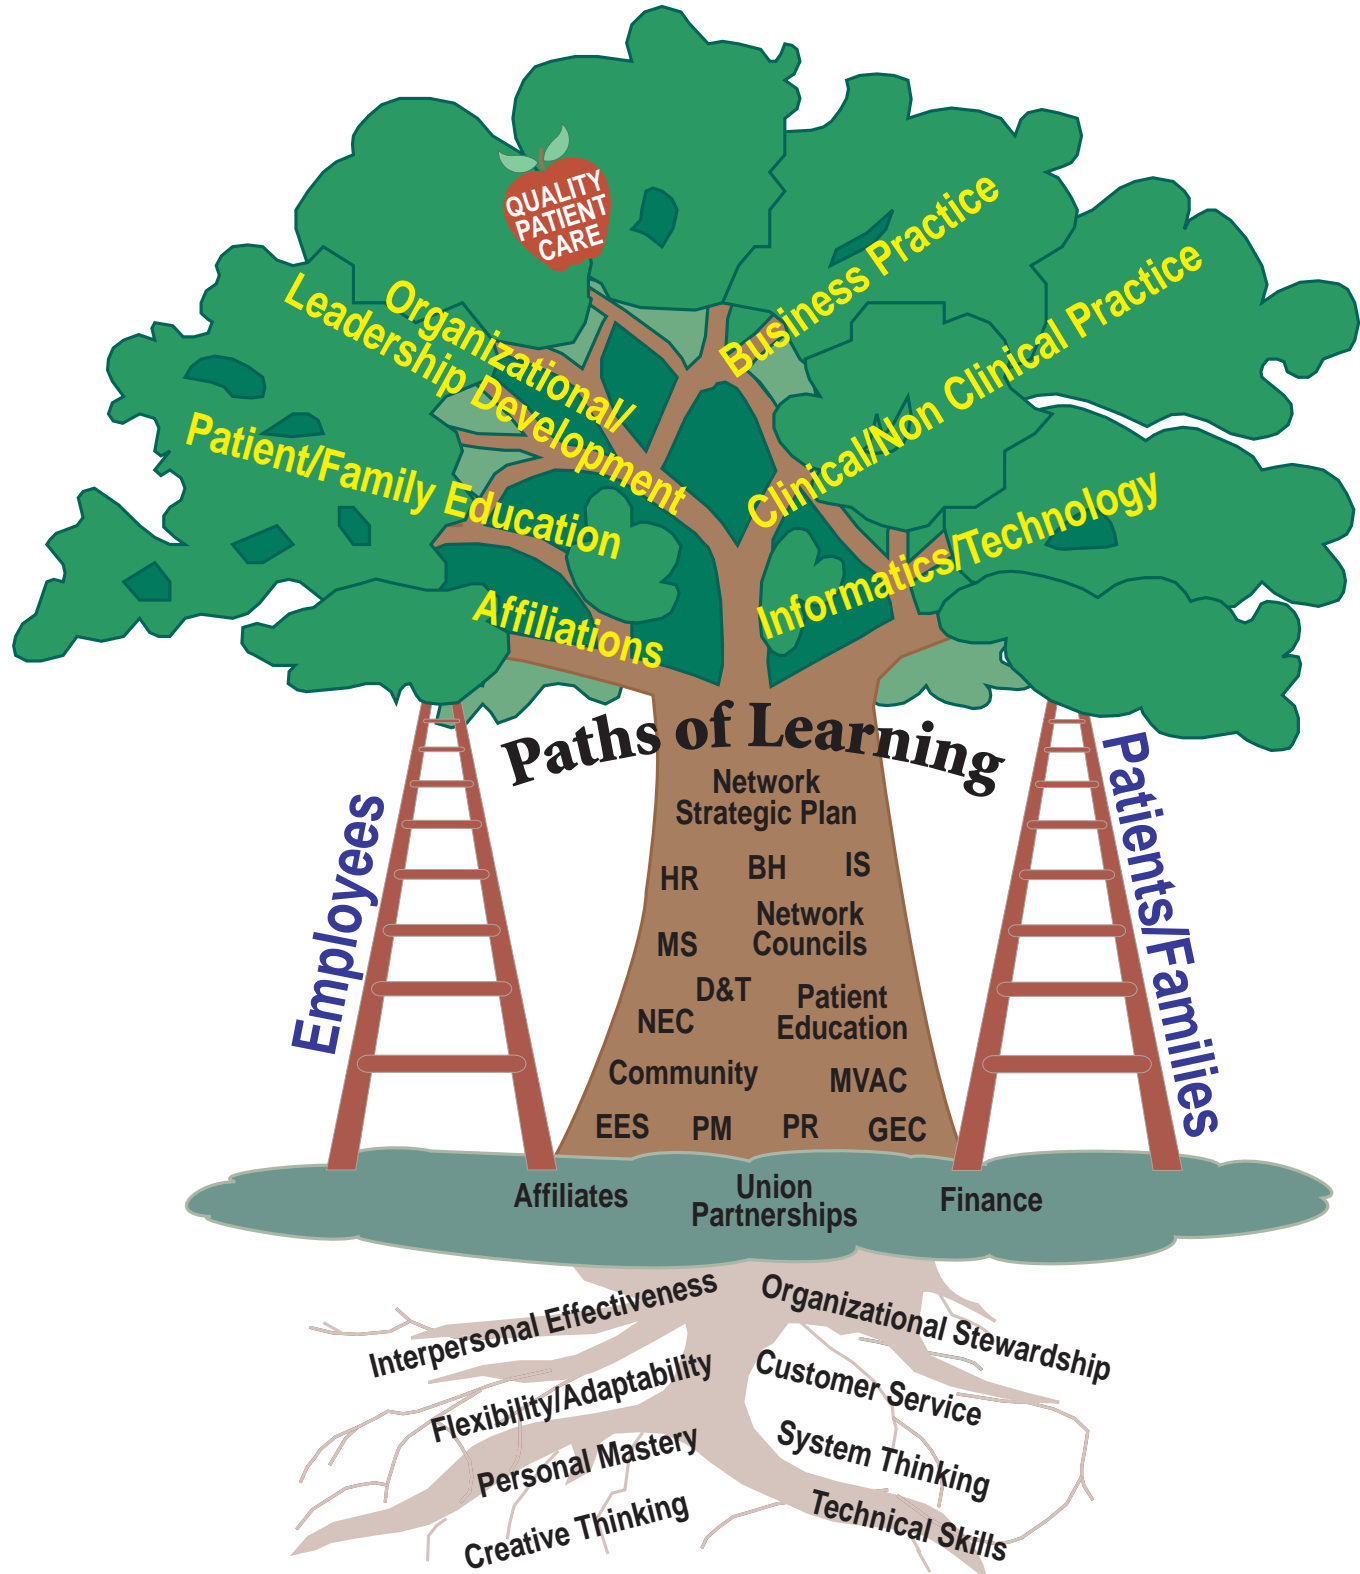 QUALITY
PATIENT
CARE
Organizational/
Leadership Development
Business Practice
Clinical/Non Clinical Practice
Patient/Family Education
Informatics/Technology
Affiliations
Paths of Learning
Employees
Patients/Families
Network
Strategic Plan
HR
BH
IS
Network
Councils
MS
D&T
Patient
Education
NEC
Community
MVAC
EES
PM
PR
GEC
Affiliates
Union
Partnerships
Finance
Interpersonal Effectiveness
Organizational Stewardship
Flexibility/Adaptability
Customer Service
Personal Mastery
System Thinking
Creative Thinking
Technical Skills